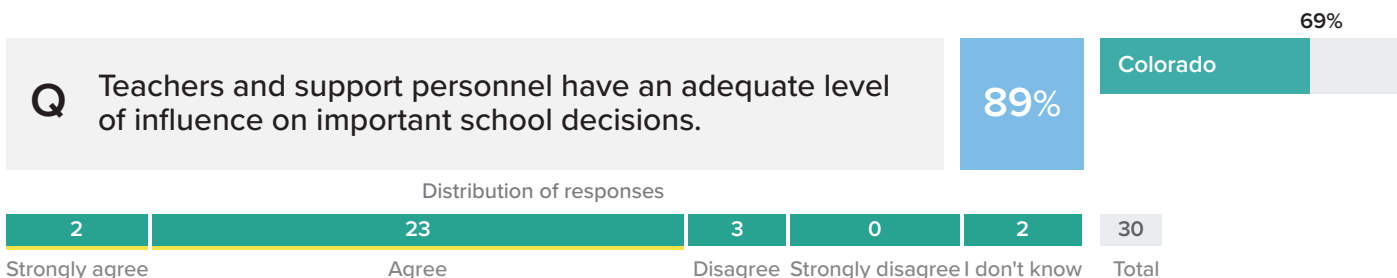 69%
Q Teachers and support personnel have an adequate level
of influence on important school decisions.
89%
Colorado
Distribution of responses
2 23 3 0 2 30
Strongly agree Agree Disagree Strongly disagree I don't know Total